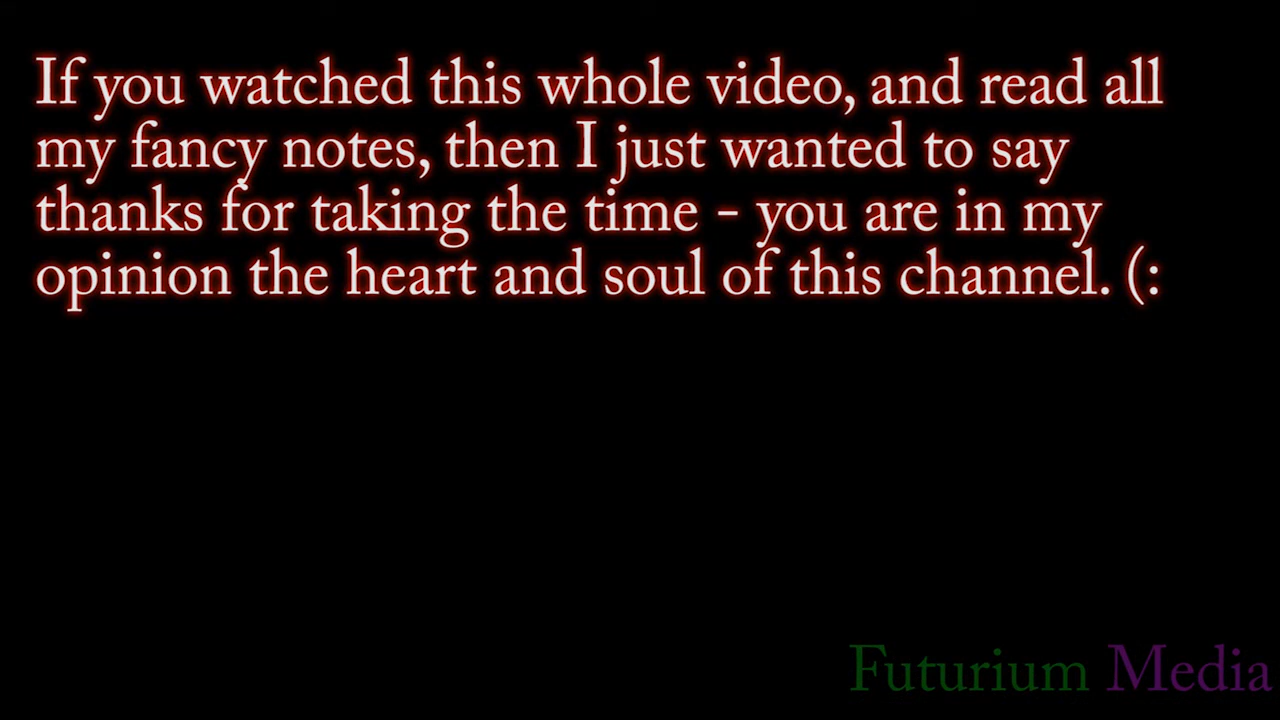 If you watched this whole video, and read all
my fancy notes, then I just wanted to say
thanks for taking the time - you are in my
opinion the heart and soul of this channel. (:
Futurium Media